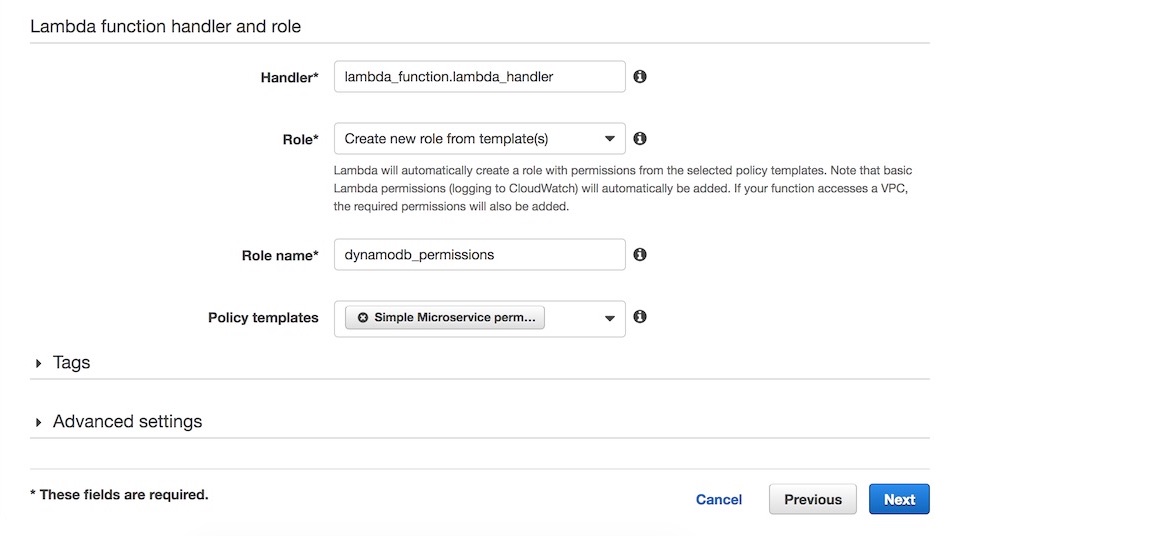 Lambda function handler and role
Handler* lambda_function.lambda_handler
Role* Create new role from template(s)
Lambda will automatically create a role with permissions from the selected policy templates. Note that basic
Lambda permissions (logging to CloudWatch) will automatically be added. If your function accesses a VPC,
the required permissions will also be added.
Role name* dynamodb_permissions
Policy templates Simple Microservice perm...
Tags
Advanced settings
* These fields are required.
Cancel Previous Next